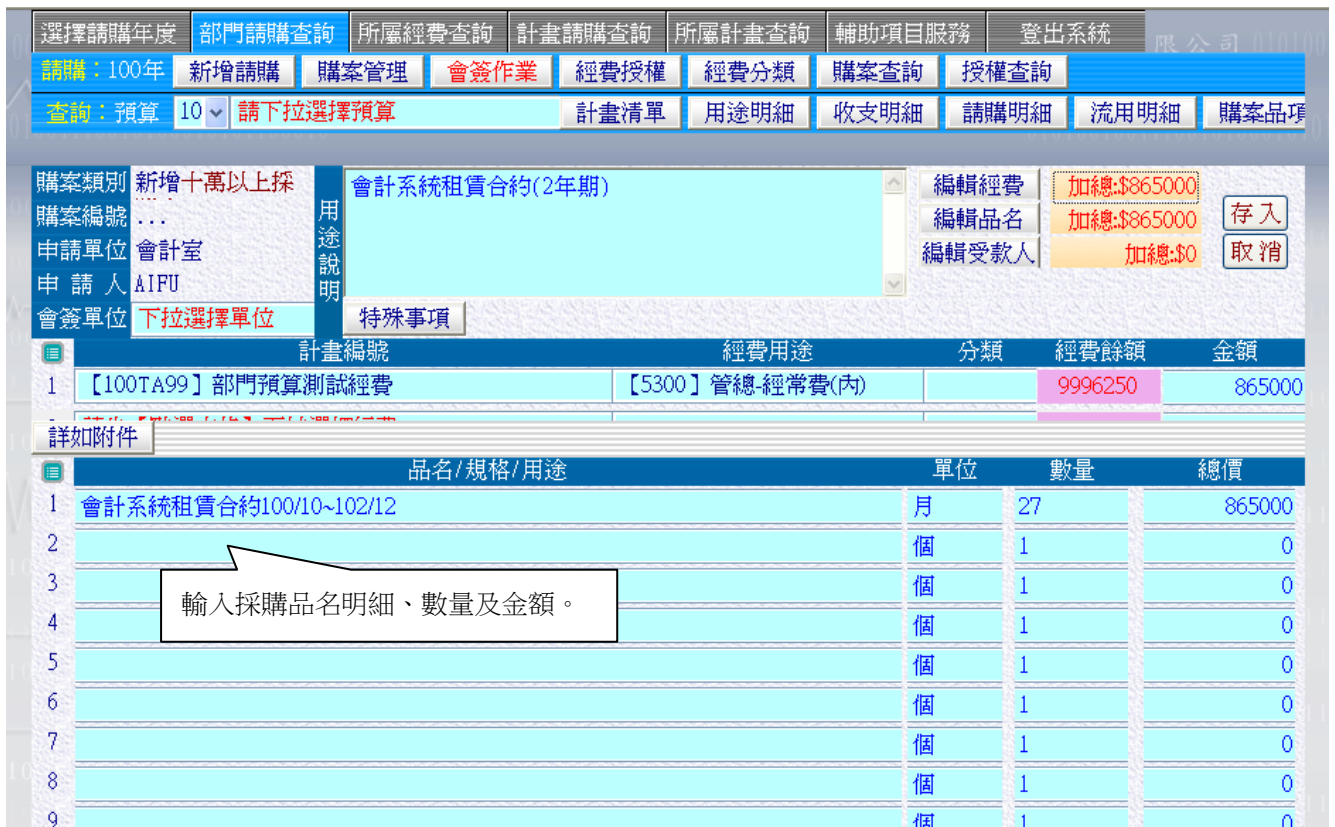 選擇請購年度 部門請購查詢 所屬經費查詢 計畫請購查詢 所屬計畫查詢 輔助項目服務 登出系統 限公司
請購：100年 新增請購 購案管理 會簽作業 經費授權 經費分類 購案查詢 授權查詢
查詢：預算 10 請下拉選擇預算 計畫清單 用途明細 收支明細 請購明細 流用明細 購案品項
購案類別 新增十萬以上採
購案編號 ...
申請單位 會計室
申 請 人 AIFU
會簽單位 下拉選擇單位
用途說明
會計系統租賃合約(2年期)
特殊事項
編輯經費 加總:$865000
編輯品名 加總:$865000
編輯受款人 加總:$0
存入
取消
計畫編號 經費用途 分類 經費餘額 金額
1 【100TA99】部門預算測試經費 【5300】管總-經常費(內) 9996250 865000
詳如附件
品名/規格/用途 單位 數量 總價
1 會計系統租賃合約100/10~102/12 月 27 865000
2 個 1 0
3 個 1 0
4 個 1 0
5 個 1 0
6 個 1 0
7 個 1 0
8 個 1 0
9 個 1 0
輸入採購品名明細、數量及金額。